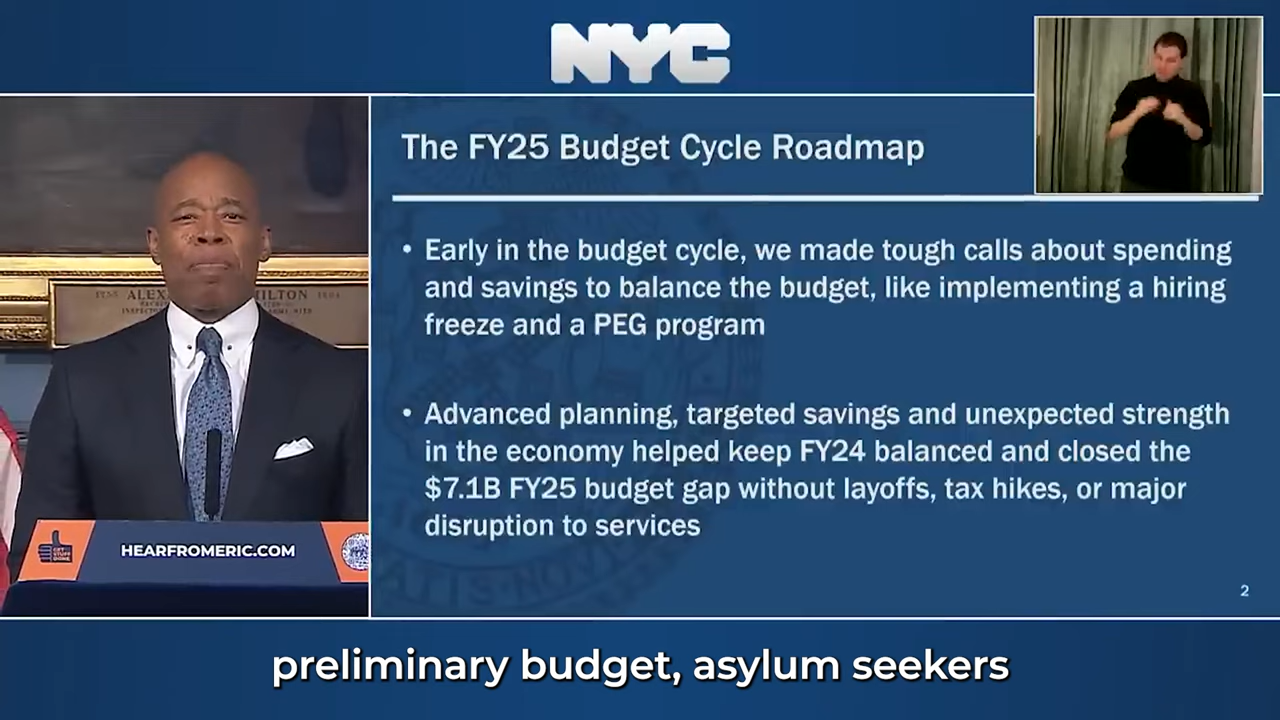 NYC
The FY25 Budget Cycle Roadmap
• Early in the budget cycle, we made tough calls about spending
and savings to balance the budget, like implementing a hiring
freeze and a PEG program
• Advanced planning, targeted savings and unexpected strength
in the economy helped keep FY24 balanced and closed the
$7.1B FY25 budget gap without layoffs, tax hikes, or major
disruption to services
2
HEARFROMERIC.COM
GET
STUFF
DONE
preliminary budget, asylum seekers